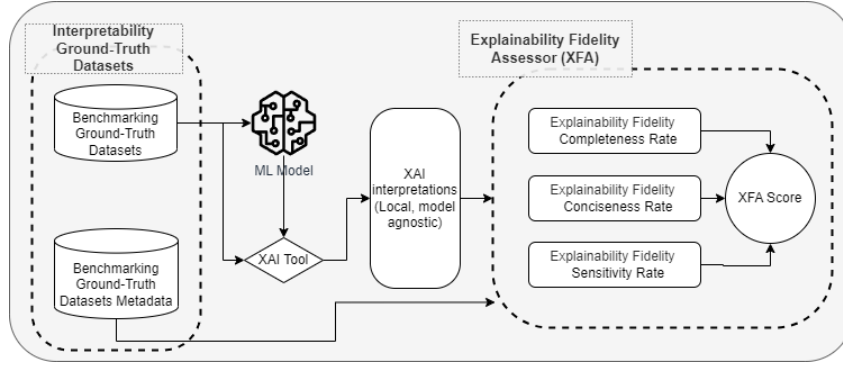 Interpretability
Ground-Truth
Datasets
Explainability Fidelity
Assessor (XFA)
Benchmarking
Ground-Truth
Datasets
ML Model
XAI Tool
Benchmarking
Ground-Truth
Datasets Metadata
XAI
interpretations
(Local, model
agnostic)
Explainability Fidelity
Completeness Rate
Explainability Fidelity
Conciseness Rate
Explainability Fidelity
Sensitivity Rate
XFA Score